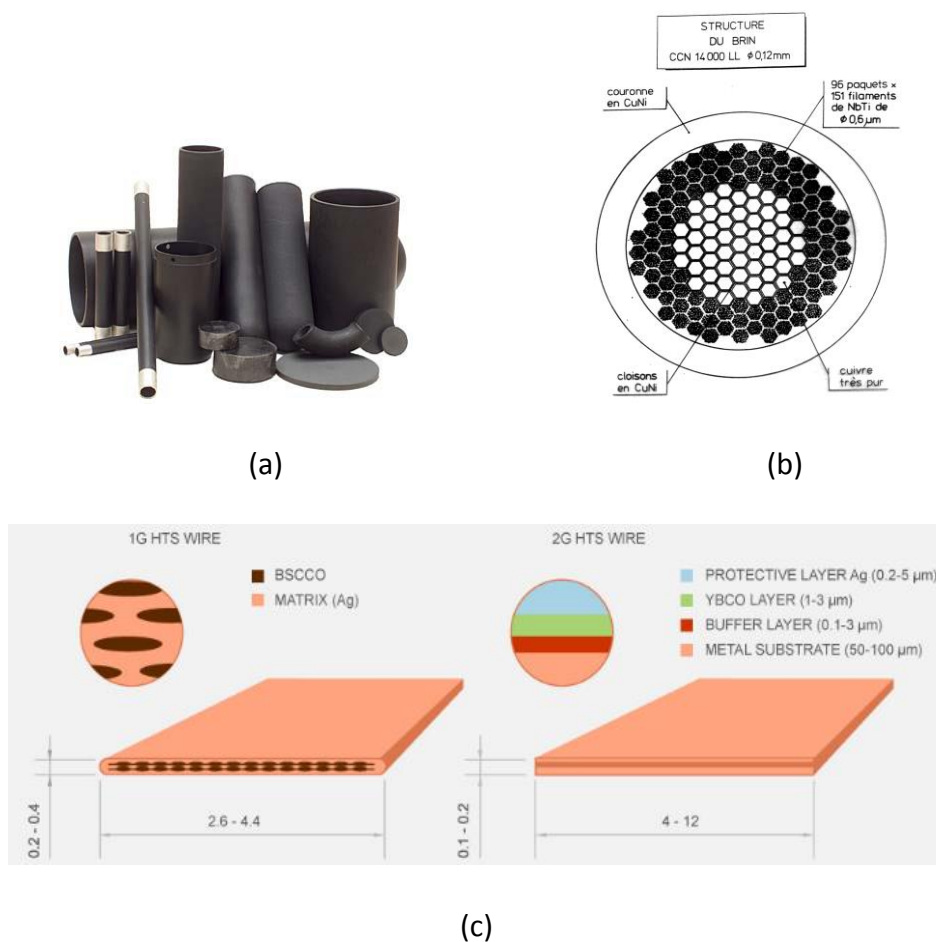 STRUCTURE
DU BRIN
CCN 14000 LL ϕ 0,12mm
couronne
en CuNi
96 paquets ×
151 filaments
de NbTi de
ϕ 0,6 µm
cloisons
en CuNi
cuivre
très pur
(a)
(b)
1G HTS WIRE
BSCCO
MATRIX (Ag)
2G HTS WIRE
PROTECTIVE LAYER Ag (0.2-5 µm)
YBCO LAYER (1-3 µm)
BUFFER LAYER (0.1-3 µm)
METAL SUBSTRATE (50-100 µm)
0.2 - 0.4
2.6 - 4.4
0.1 - 0.2
4 - 12
(c)